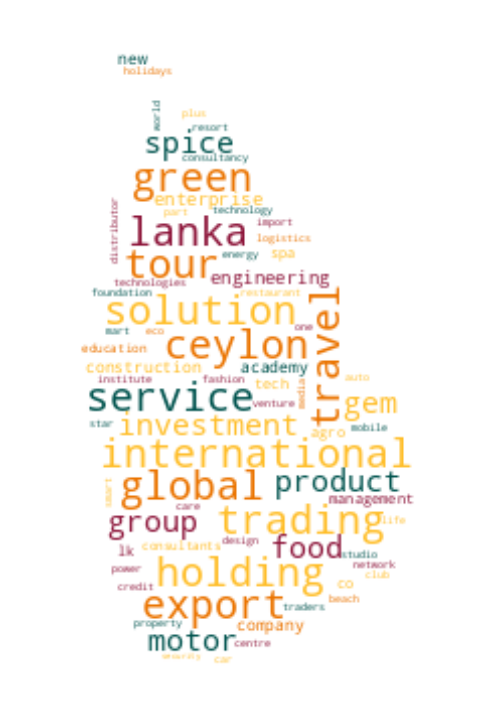 new
holidays
world
plus
resort
spice
consultancy
green
enterprise
part technology
distributor
lanka import
logistics
tour energy spa
technologies engineering
foundation restaurant
solution
travel
mart eco one
education ceylon
construction academy
institute fashion tech media auto
service venture gem
star investment agro mobile
international
smart global product
care management
group trading life
lk consultants design food studio
power holding network
club
credit co
export beach
traders
property company
motor centre
car